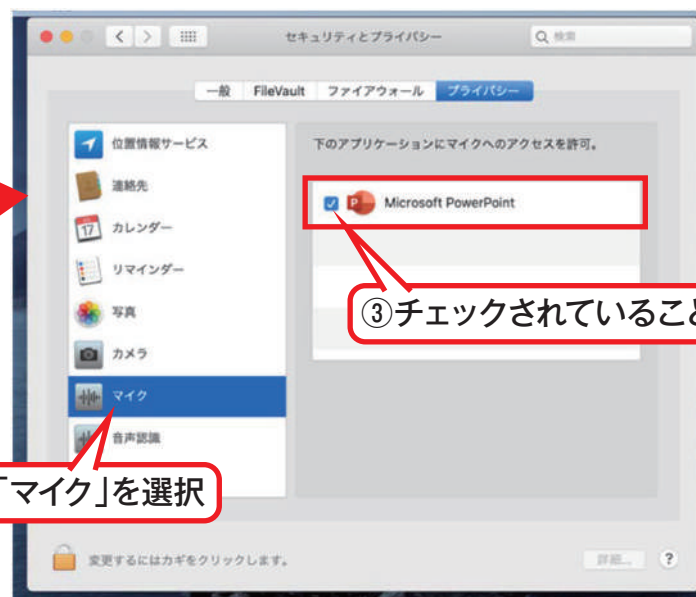 セキュリティとプライバシー
検索
一般 FileVault ファイアウォール プライバシー
位置情報サービス
連絡先
カレンダー
17
リマインダー
写真
カメラ
マイク
音声認識
下のアプリケーションにマイクへのアクセスを許可。
Microsoft PowerPoint
③チェックされていること
「マイク」を選択
変更するにはカギをクリックします。
詳細... ?